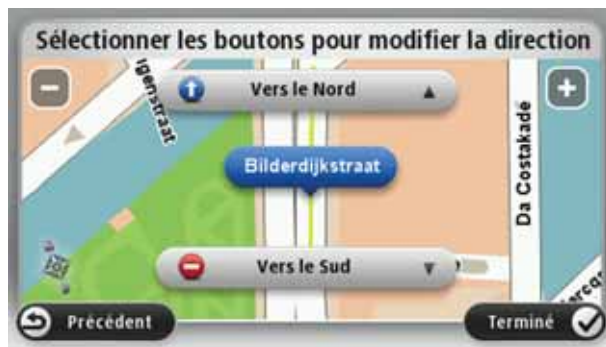 Sélectionner les boutons pour modifier la direction
Vers le Nord
Bilderdijkstraat
Da Costakade
Vers le Sud
Précédent
Terminé